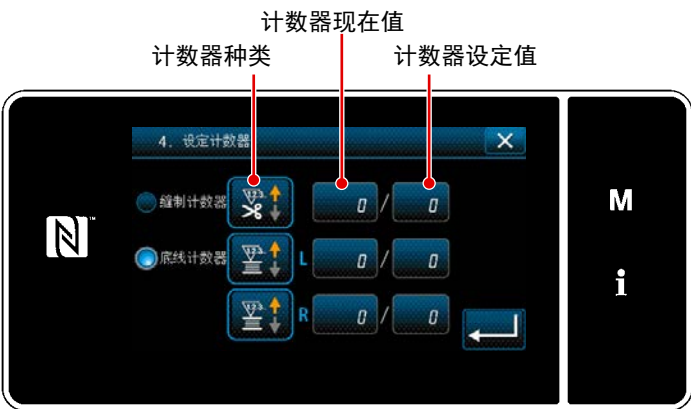 计数器现在值
计数器种类
计数器设定值
4. 设定计数器
缝制计数器
0 / 0
M
底线计数器
L 0 / 0
i
R 0 / 0